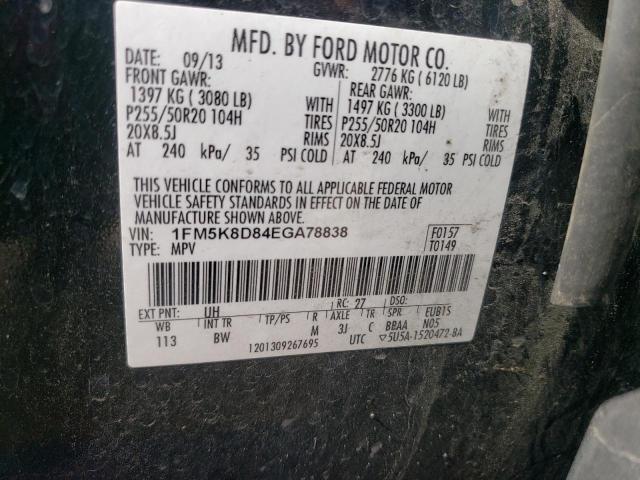 MFD. BY FORD MOTOR CO.
DATE: 09/13 GVWR: 2776 KG ( 6120 LB)
FRONT GAWR: REAR GAWR:
1397 KG ( 3080 LB) WITH 1497 KG ( 3300 LB) WITH
P255/50R20 104H TIRES P255/50R20 104H TIRES
20X8.5J RIMS 20X8.5J RIMS
AT 240 kPa/ 35 PSI COLD AT 240 kPa/ 35 PSI COLD
THIS VEHICLE CONFORMS TO ALL APPLICABLE FEDERAL MOTOR
VEHICLE SAFETY STANDARDS IN EFFECT ON THE DATE OF
MANUFACTURE SHOWN ABOVE.
VIN: 1FM5K8D84EGA78838 F0157
TYPE: MPV T0149
EXT PNT: UH RC: 27 DSO:
WB INT TR TP/PS R AXLE TR SPR EUB15
113 BW M 3J C BBAA N05
1201309267695 UTC ▽5U5A-1520472-BA